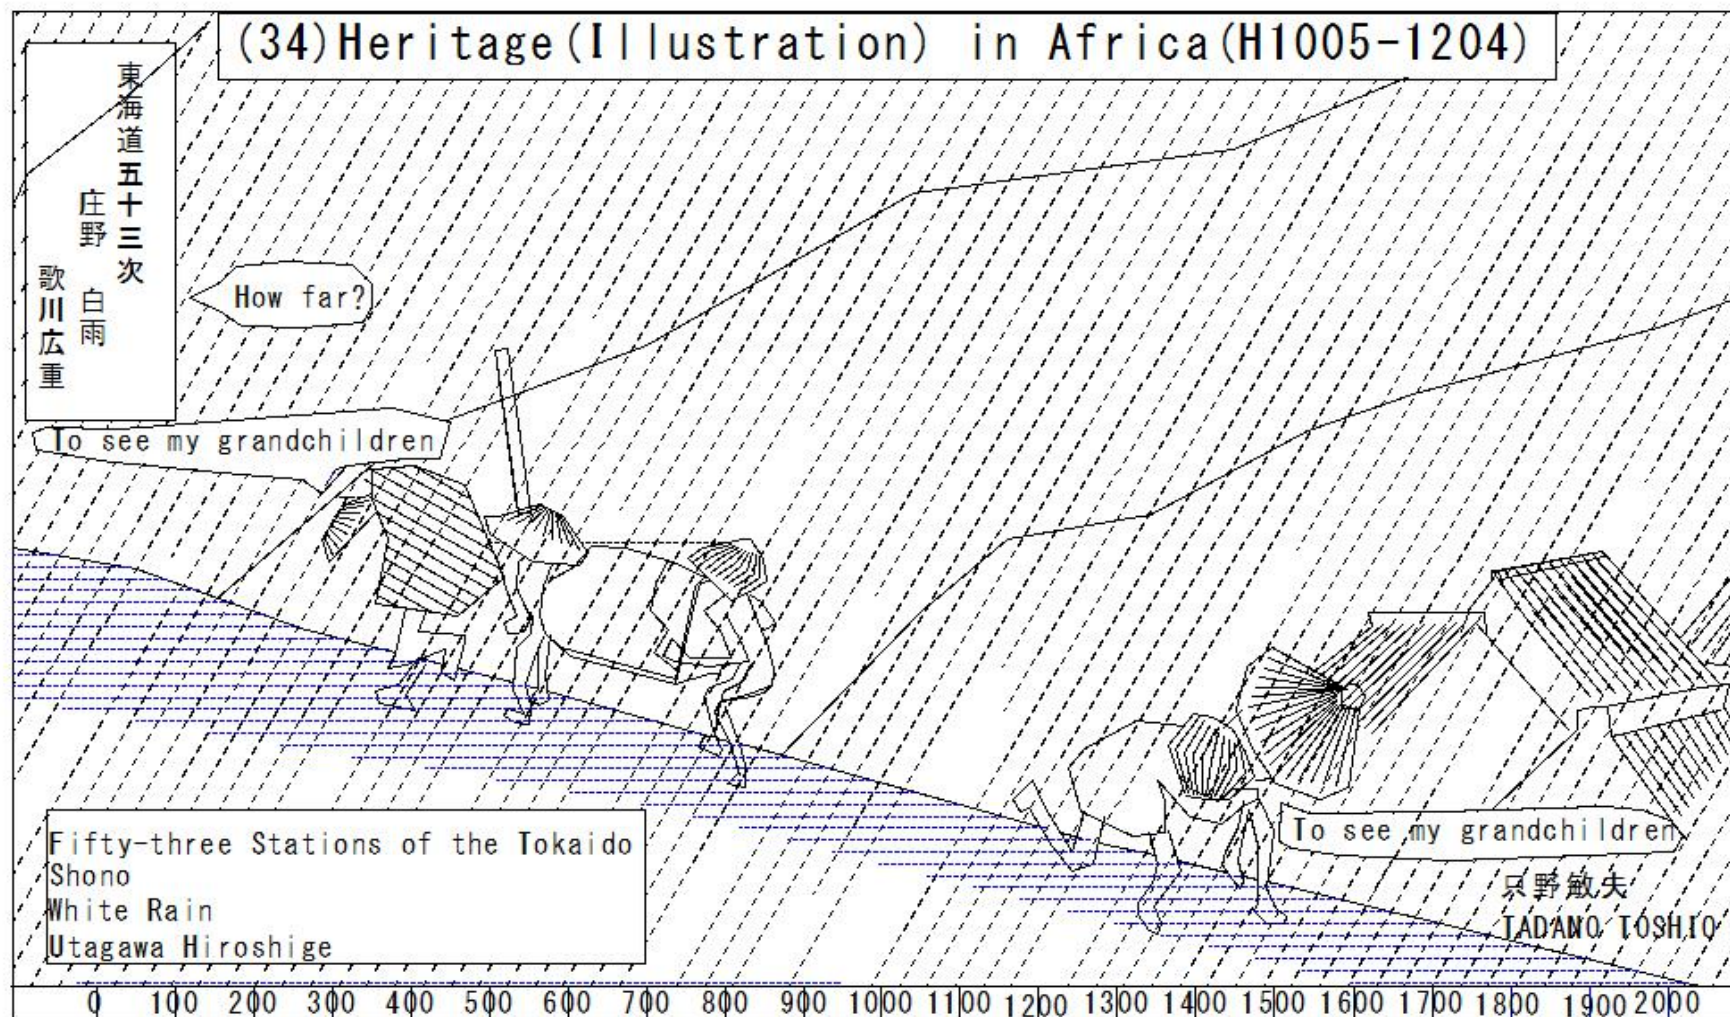 (34)Heritage(Illustration) in Africa(H1005-1204)
東海道五十三次
庄野 白雨
歌川広重
How far?
To see my grandchildren
To see my grandchildren
Fifty-three Stations of the Tokaido
Shono
White Rain
Utagawa Hiroshige
只野敏夫
TADANO TOSHIO
0 100 200 300 400 500 600 700 800 900 1000 1100 1200 1300 1400 1500 1600 1700 1800 1900 2000